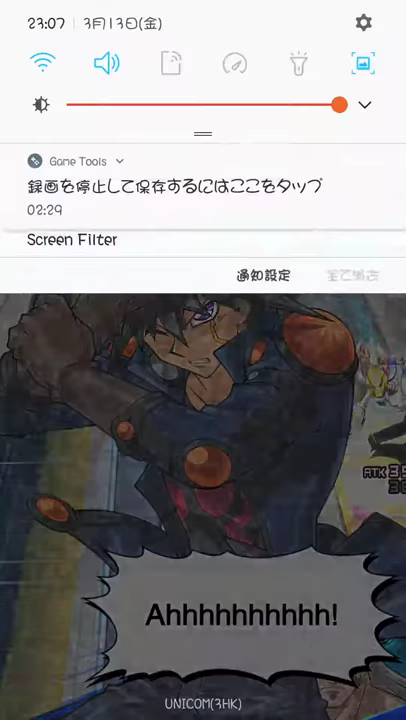 23:07 | 3月13日(金)
Game Tools
録画を停止して保存するにはここをタップ
02:29
Screen Filter
通知設定
全て消去
ATK 3
Ahhhhhhhhhh!
UNICOM(3HK)